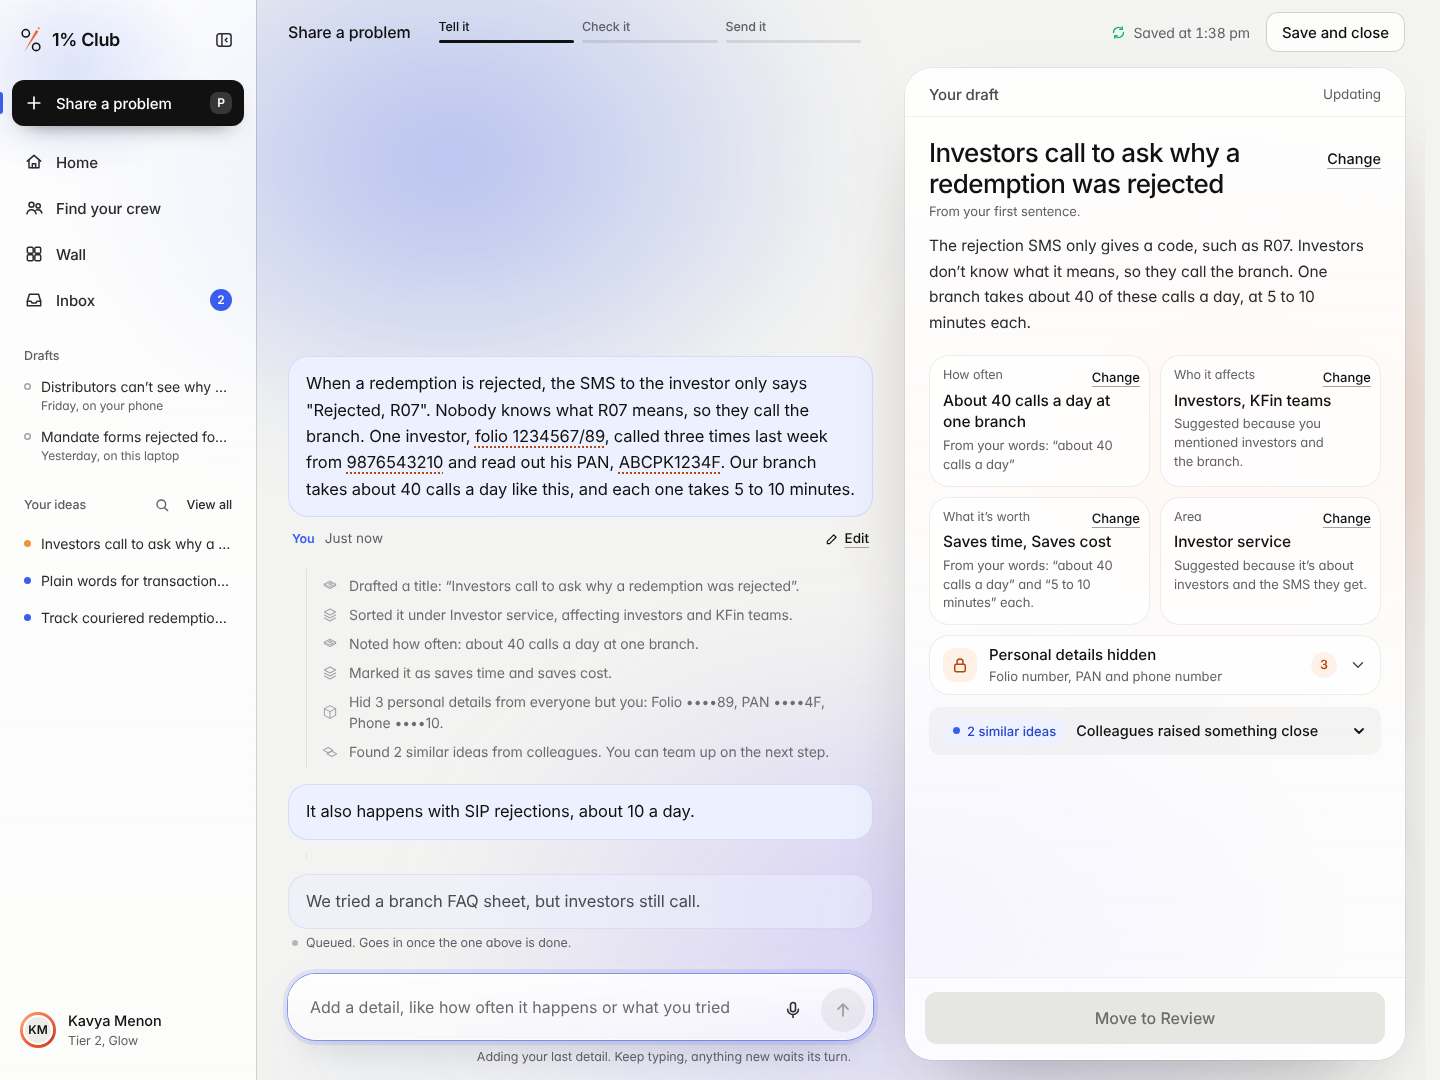 1% Club
Share a problem
P
Home
Find your crew
Wall
Inbox
2
Drafts
Distributors can’t see why ...
Friday, on your phone
Mandate forms rejected fo...
Yesterday, on this laptop
Your ideas
View all
Investors call to ask why a ...
Plain words for transaction...
Track couriered redemptio...
KM
Kavya Menon
Tier 2, Glow
Share a problem
Tell it
Check it
Send it
Saved at 1:38 pm
Save and close
When a redemption is rejected, the SMS to the investor only says
"Rejected, R07". Nobody knows what R07 means, so they call the
branch. One investor, folio 1234567/89, called three times last week
from 9876543210 and read out his PAN, ABCPK1234F. Our branch
takes about 40 calls a day like this, and each one takes 5 to 10 minutes.
You
Just now
Edit
Drafted a title: “Investors call to ask why a redemption was rejected”.
Sorted it under Investor service, affecting investors and KFin teams.
Noted how often: about 40 calls a day at one branch.
Marked it as saves time and saves cost.
Hid 3 personal details from everyone but you: Folio ••••89, PAN ••••4F,
Phone ••••10.
Found 2 similar ideas from colleagues. You can team up on the next step.
It also happens with SIP rejections, about 10 a day.
We tried a branch FAQ sheet, but investors still call.
Queued. Goes in once the one above is done.
Add a detail, like how often it happens or what you tried
Adding your last detail. Keep typing, anything new waits its turn.
Your draft
Updating
Investors call to ask why a
redemption was rejected
Change
From your first sentence.
The rejection SMS only gives a code, such as R07. Investors
don’t know what it means, so they call the branch. One
branch takes about 40 of these calls a day, at 5 to 10
minutes each.
How often
Change
About 40 calls a day at
one branch
From your words: “about 40
calls a day”
Who it affects
Change
Investors, KFin teams
Suggested because you
mentioned investors and
the branch.
What it’s worth
Change
Saves time, Saves cost
From your words: “about 40
calls a day” and “5 to 10
minutes” each.
Area
Change
Investor service
Suggested because it’s about
investors and the SMS they get.
Personal details hidden
Folio number, PAN and phone number
3
2 similar ideas
Colleagues raised something close
Move to Review